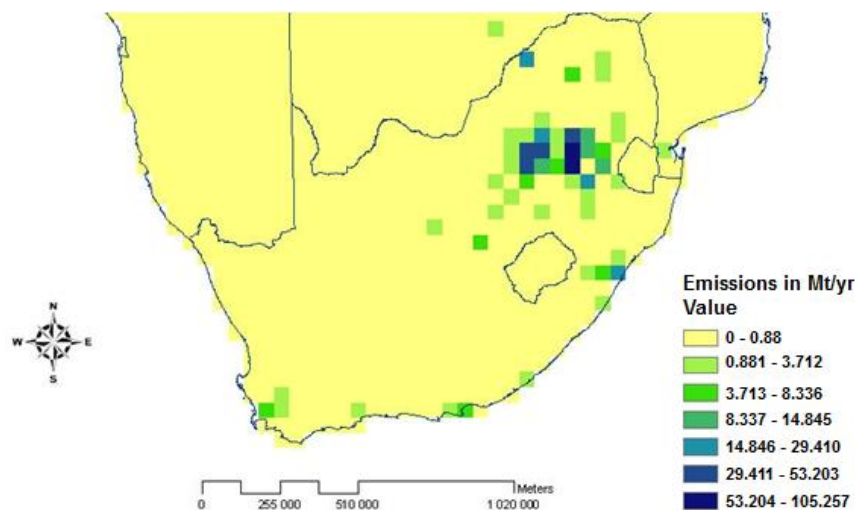 N
W E
S
Emissions in Mt/yr
Value
0 - 0.88
0.881 - 3.712
3.713 - 8.336
8.337 - 14.845
14.846 - 29.410
29.411 - 53.203
53.204 - 105.257
Meters
0 255 000 510 000 1 020 000